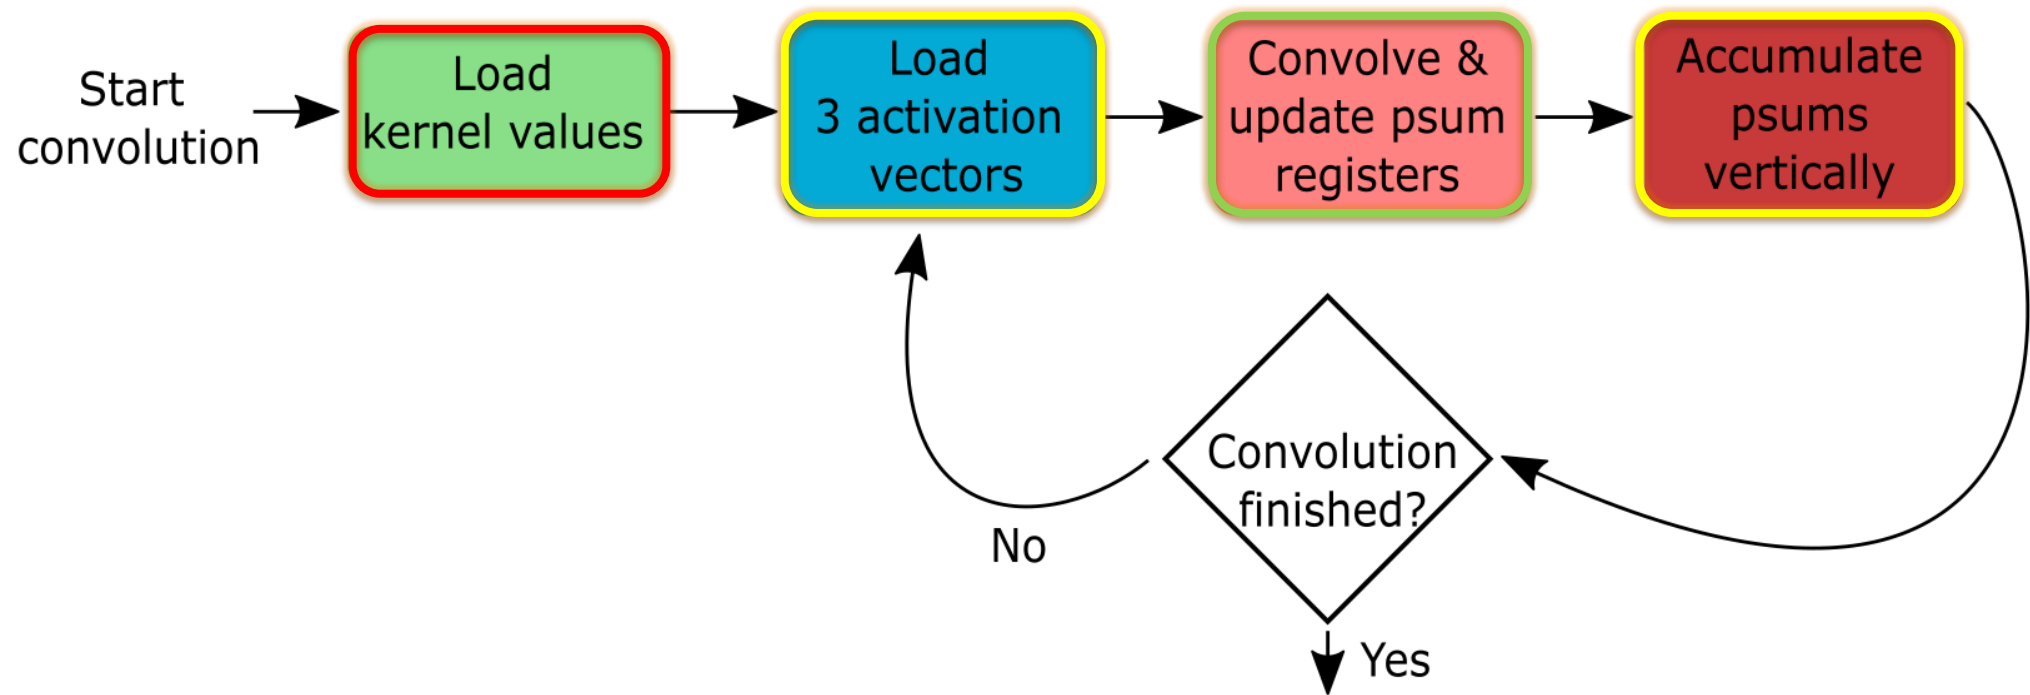 Start
convolution
Load
kernel values
Load
3 activation
vectors
Convolve &
update psum
registers
Accumulate
psums
vertically
Convolution
finished?
No
Yes